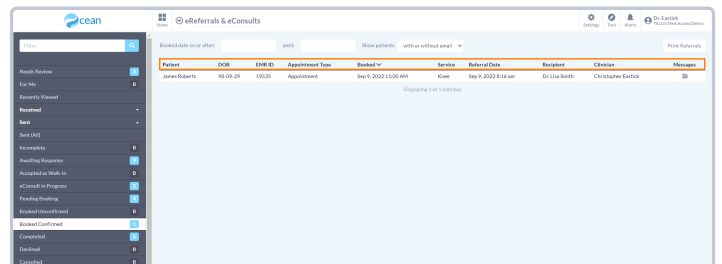 cean
Menu
eReferrals & eConsults
Settings
Tour
Alerts
Dr. Eastick
TELUS Med Access Demo
Filter
Booked date on or after:
until:
Show patients
with or without email
Print Referrals
Needs Review
For Me 0
Recently Viewed
Received
Sent
Sent (All)
Incomplete 0
Awaiting Response
Accepted as Walk-In 0
eConsult In Progress
Pending Booking
Booked Unconfirmed 0
Booked Confirmed
Completed
Declined 0
Cancelled 0
Patient DOB EMR ID Appointment Type Booked Service Referral Date Recipient Clinician Messages
James Roberts 98-09-29 19535 Appointment Sep 9, 2022 11:00 AM Knee Sep 9, 2022 8:16 am Dr. Lisa Smith Christopher Eastick
Displaying 1 of 1 matches